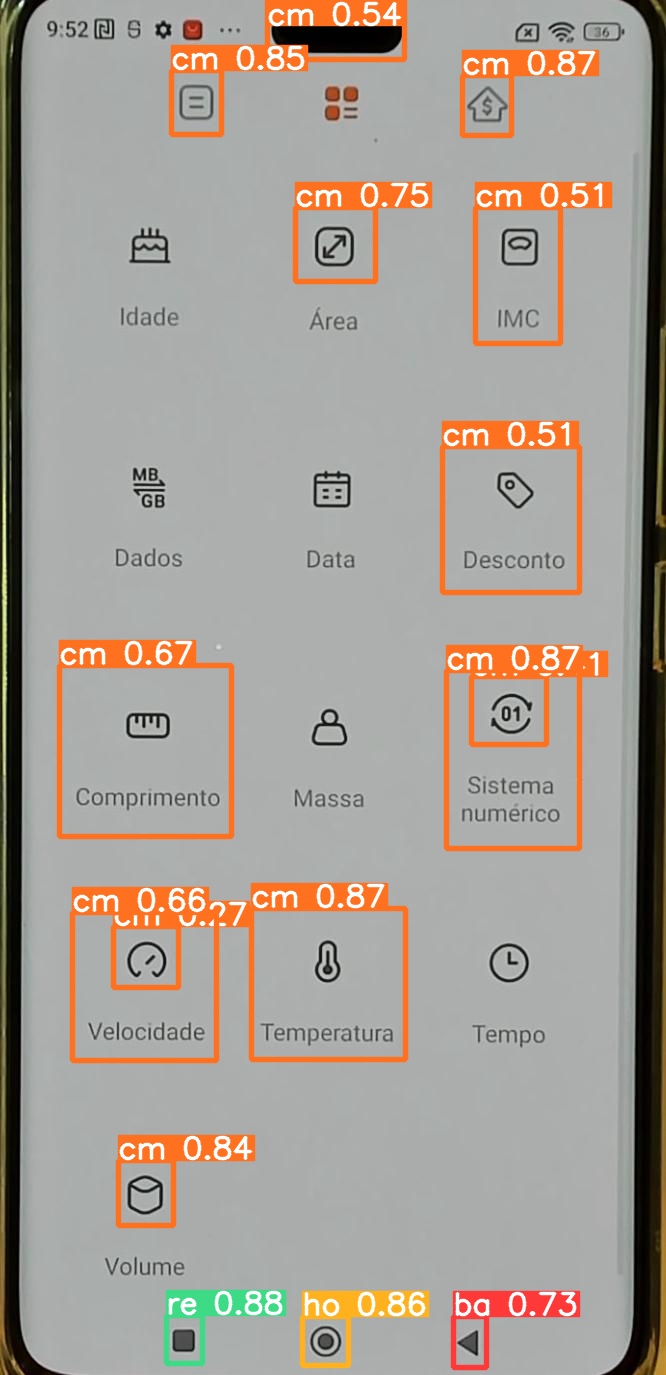 cm 0.54
9:52
36
cm 0.85
cm 0.87
cm 0.75
cm 0.51
Idade
Área
IMC
cm 0.51
MB
GB
Dados
Data
Desconto
cm 0.67
cm 0.87
01
Comprimento
Massa
Sistema
numérico
cm 0.66
cm 0.87
Velocidade
Temperatura
Tempo
cm 0.84
Volume
re 0.88
ho 0.86
ba 0.73